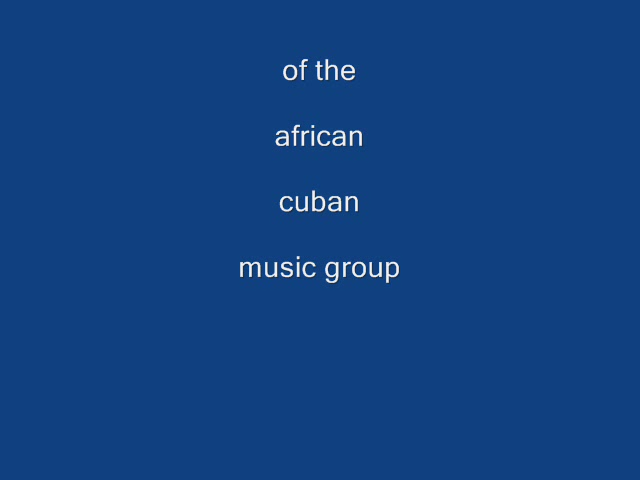 of the
african
cuban
music group